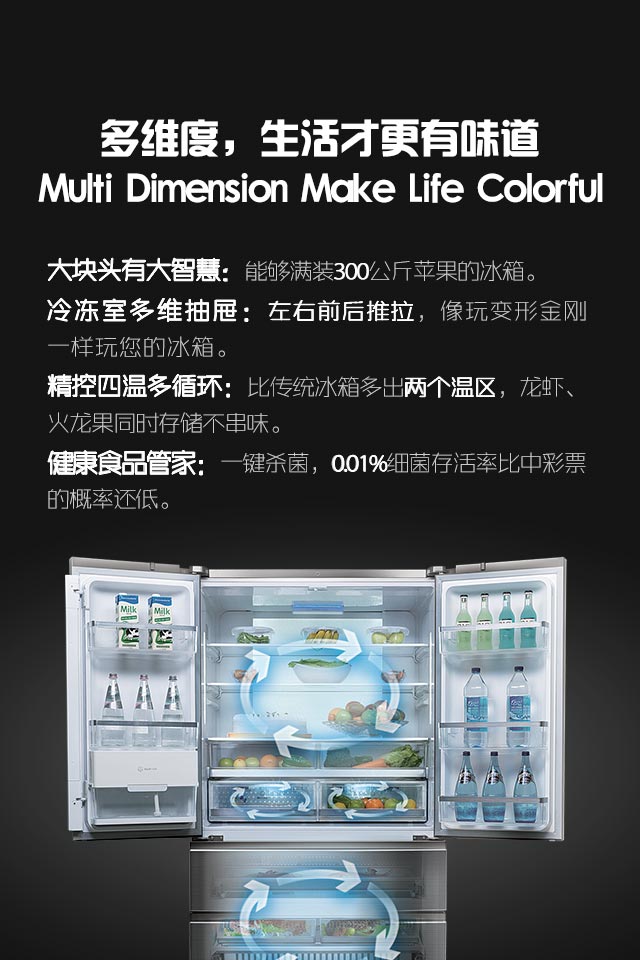 多维度，生活才更有味道
Multi Dimension Make Life Colorful
大块头有大智慧：能够满装300公斤苹果的冰箱。
冷冻室多维抽屉：左右前后推拉，像玩变形金刚
一样玩您的冰箱。
精控四温多循环：比传统冰箱多出两个温区，龙虾、
火龙果同时存储不串味。
健康食品管家：一键杀菌，0.01%细菌存活率比中彩票
的概率还低。
Milk Milk